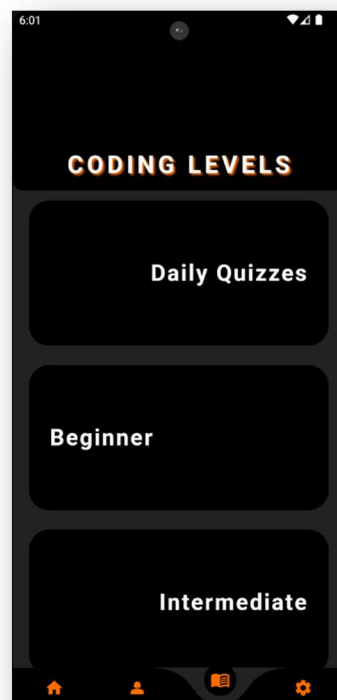 6:01
CODING LEVELS
Daily Quizzes
Beginner
Intermediate